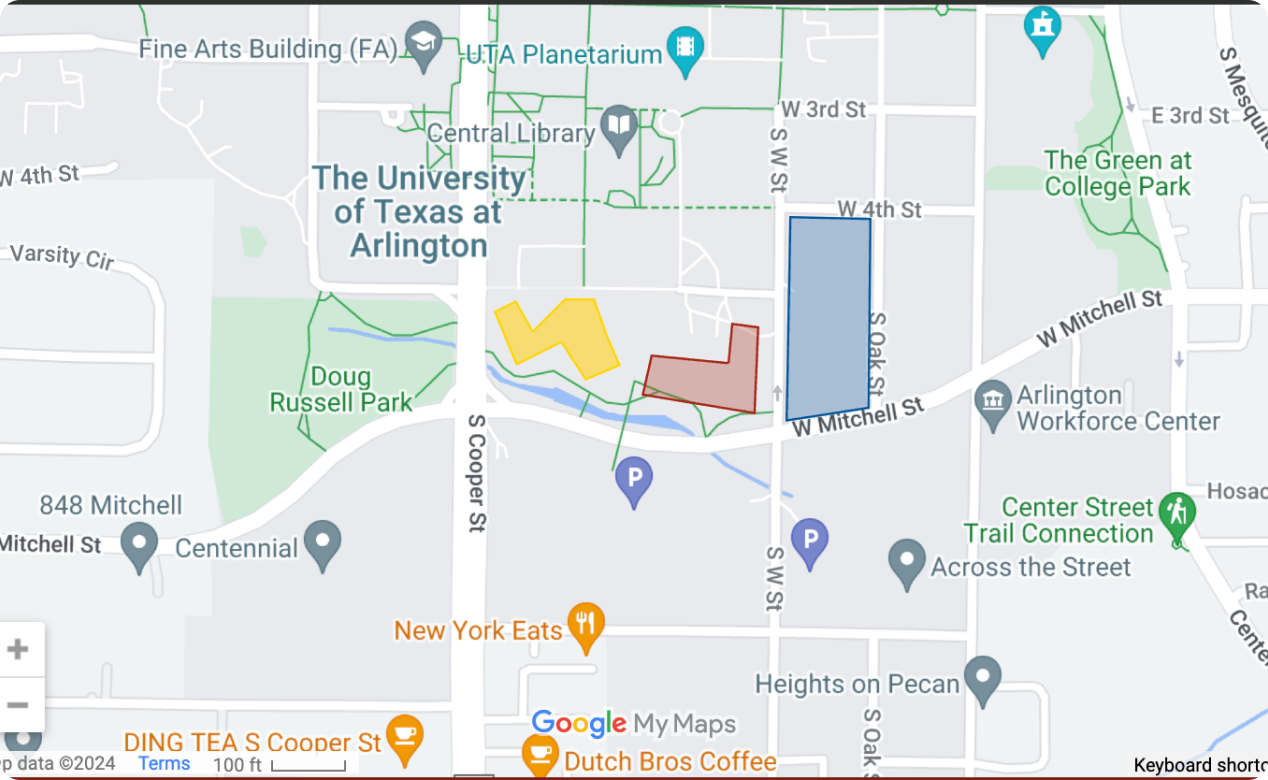 Fine Arts Building (FA)
UTA Planetarium
S Mesquite
W 3rd St
E 3rd St
Central Library
S W St
The Green at
College Park
W 4th St
The University
of Texas at
Arlington
W 4th St
Varsity Cir
W Mitchell St
S Oak St
Doug
Russell Park
Arlington
Workforce Center
W Mitchell St
S Cooper St
P
848 Mitchell
Hosac
Center Street
Trail Connection
Mitchell St
Centennial
P
Across the Street
S W St
Ra
Center
New York Eats
Heights on Pecan
S Oak S
Google My Maps
DING TEA S Cooper St
Dutch Bros Coffee
p data ©2024
Terms
100 ft
Keyboard shortc
+
−